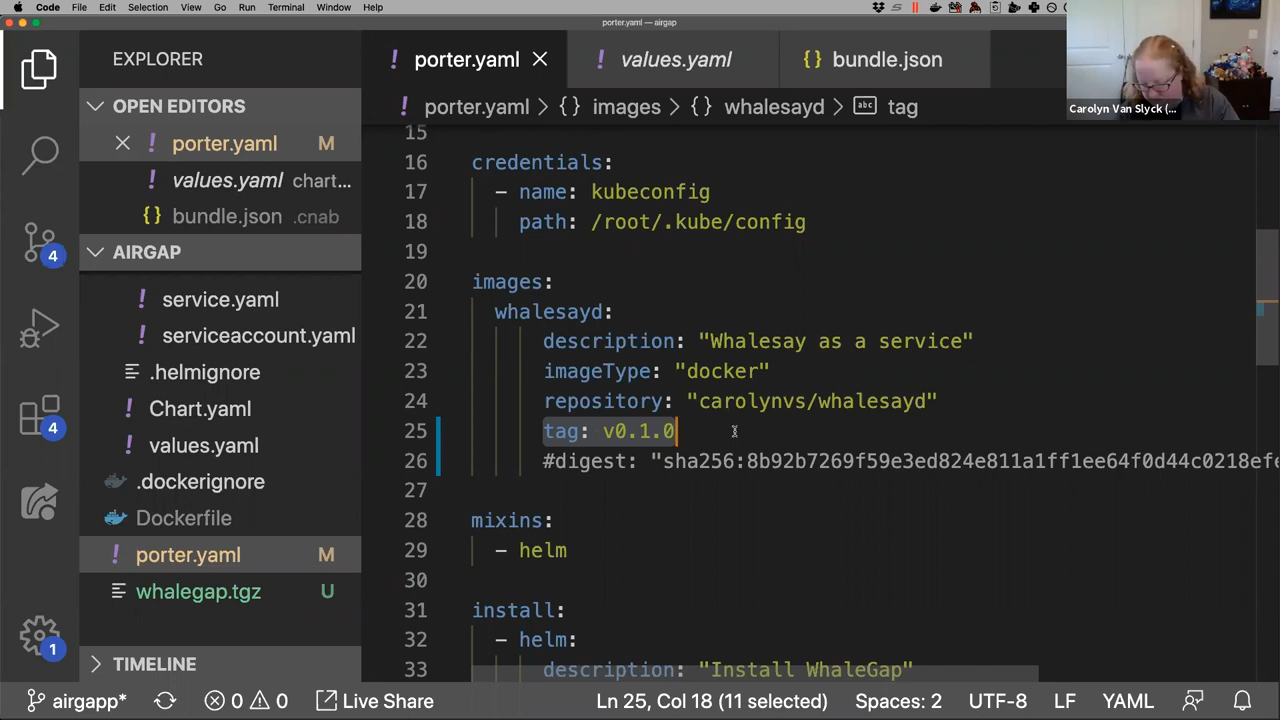 Code File Edit Selection View Go Run Terminal Window Help
porter.yaml — airgap
EXPLORER
OPEN EDITORS
porter.yaml M
values.yaml chart...
bundle.json .cnab
AIRGAP
service.yaml
serviceaccount.yaml
.helmignore
Chart.yaml
values.yaml
.dockerignore
Dockerfile
porter.yaml M
whalegap.tgz U
TIMELINE
4
4
1
porter.yaml
values.yaml
bundle.json
porter.yaml > {} images > {} whalesayd > abc tag
15
16 credentials:
17 - name: kubeconfig
18 path: /root/.kube/config
19
20 images:
21 whalesayd:
22 description: "Whalesay as a service"
23 imageType: "docker"
24 repository: "carolynvs/whalesayd"
25 tag: v0.1.0
26 #digest: "sha256:8b92b7269f59e3ed824e811a1ff1ee64f0d44c0218efe
27
28 mixins:
29 - helm
30
31 install:
32 - helm:
33 description: "Install WhaleGap"
Carolyn Van Slyck (...
airgapp* 0 0 Live Share Ln 25, Col 18 (11 selected) Spaces: 2 UTF-8 LF YAML